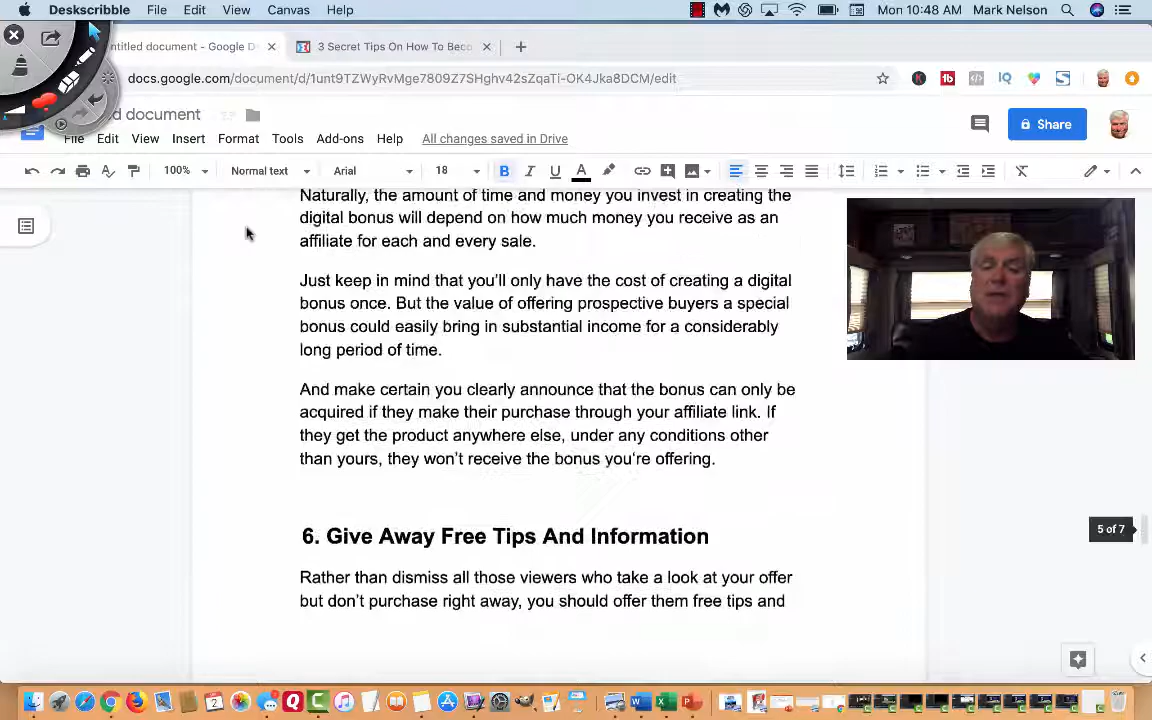 Deskscribble File Edit View Canvas Help Mon 10:48 AM Mark Nelson
ntitled document - Google D 3 Secret Tips On How To Beco
docs.google.com/document/d/1unt9TZWyRvMge7809Z7SHghv42sZqaTi-OK4Jka8DCM/edit
d document
File Edit View Insert Format Tools Add-ons Help All changes saved in Drive Share
100% Normal text Arial 18 B I U A
Naturally, the amount of time and money you invest in creating the
digital bonus will depend on how much money you receive as an
affiliate for each and every sale.
Just keep in mind that you’ll only have the cost of creating a digital
bonus once. But the value of offering prospective buyers a special
bonus could easily bring in substantial income for a considerably
long period of time.
And make certain you clearly announce that the bonus can only be
acquired if they make their purchase through your affiliate link. If
they get the product anywhere else, under any conditions other
than yours, they won’t receive the bonus you’re offering.
5 of 7
6. Give Away Free Tips And Information
Rather than dismiss all those viewers who take a look at your offer
but don’t purchase right away, you should offer them free tips and